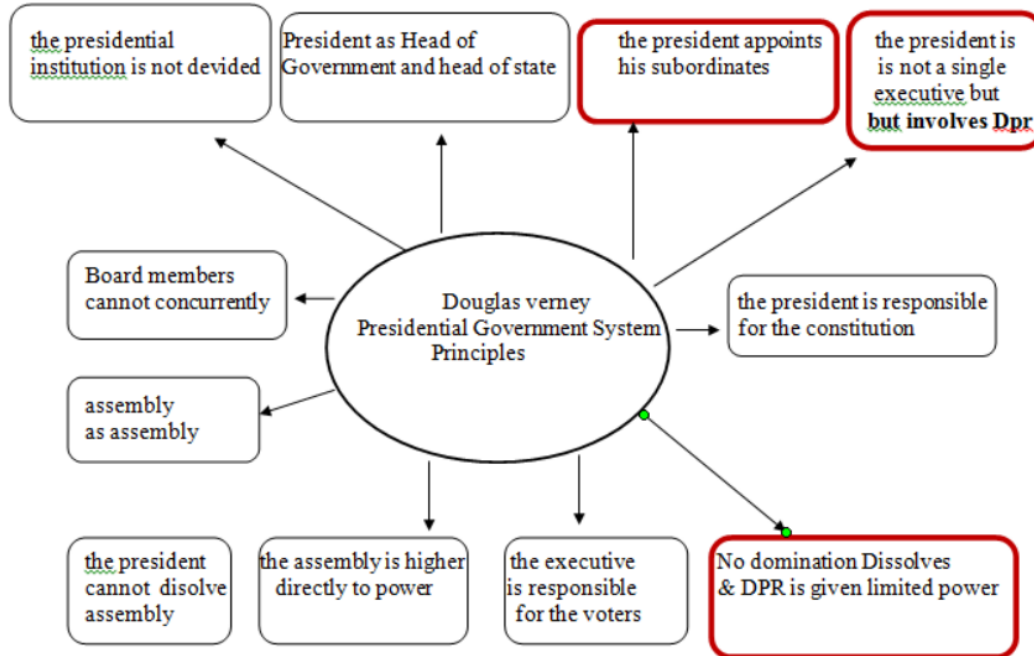 the presidential
institution is not devided
President as Head of
Government and head of state
the president appoints
his subordinates
the president is
is not a single
executive but
but involves Dpr
Board members
cannot concurrently
Douglas verney
Presidential Government System
Principles
the president is responsible
for the constitution
assembly
as assembly
the president
cannot disolve
assembly
the assembly is higher
directly to power
the executive
is responsible
for the voters
No domination Dissolves
& DPR is given limited power